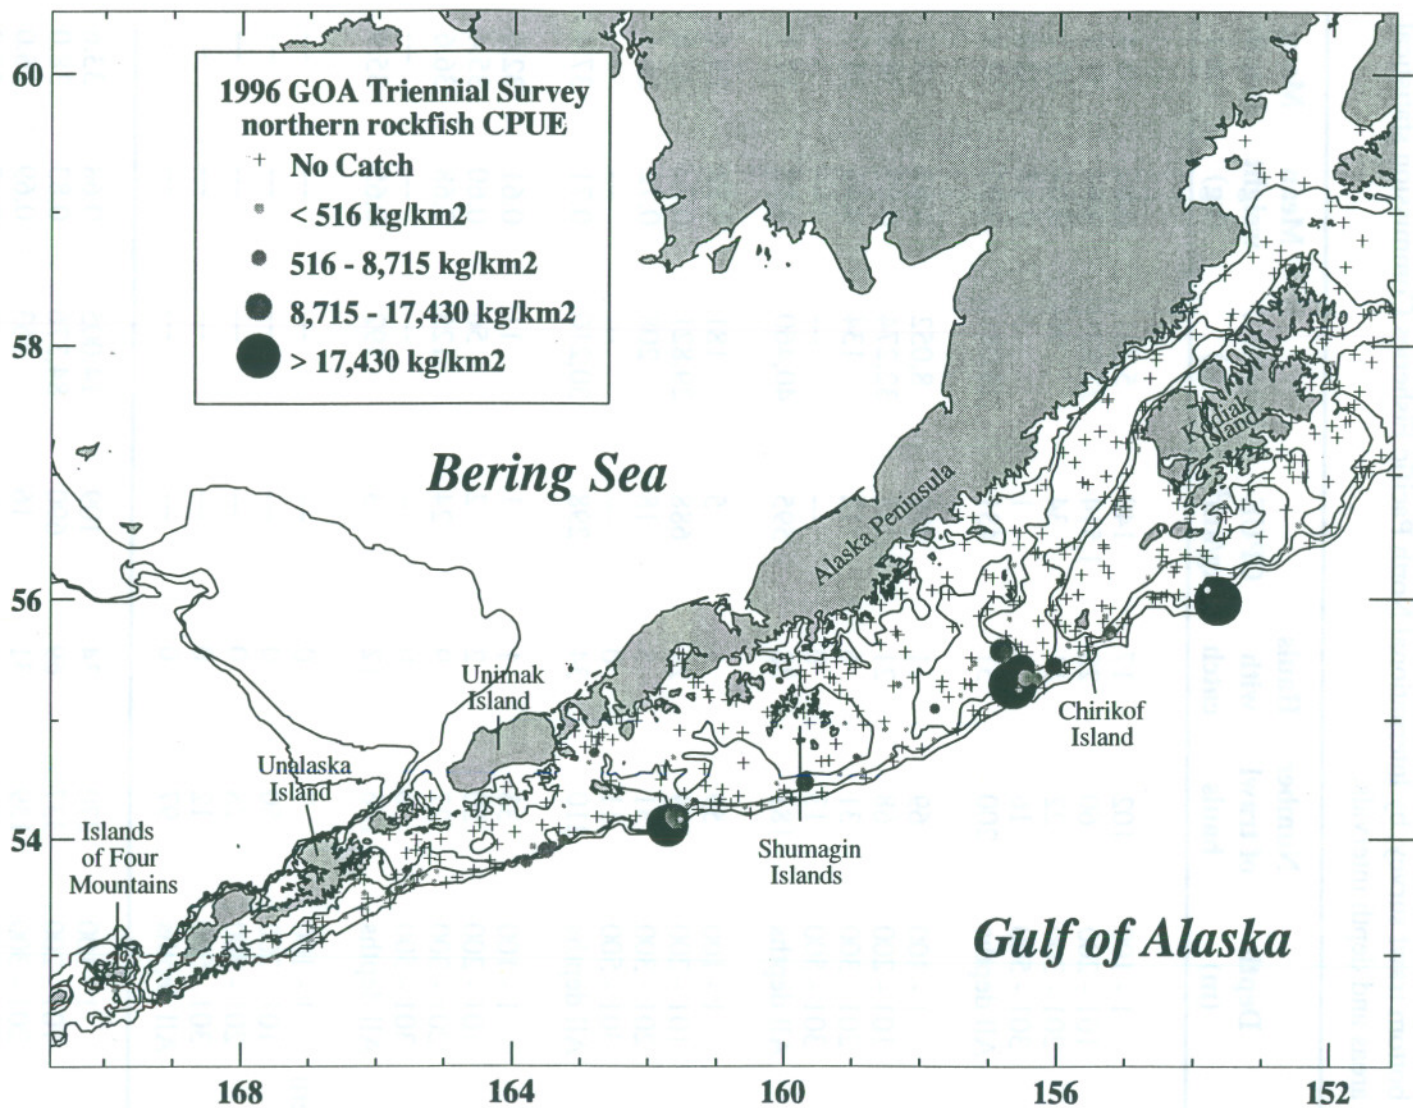 60
58
56
54
1996 GOA Triennial Survey
northern rockfish CPUE
No Catch
< 516 kg/km2
516 - 8,715 kg/km2
8,715 - 17,430 kg/km2
> 17,430 kg/km2
Bering Sea
Kodiak
Island
Alaska Peninsula
Unimak
Island
Unalaska
Island
Chirikof
Island
Islands
of Four
Mountains
Shumagin
Islands
Gulf of Alaska
168
164
160
156
152